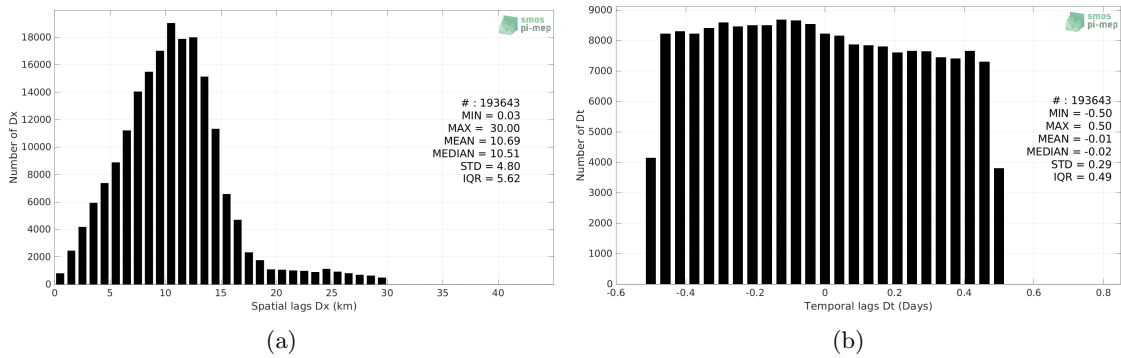 smos
pi-mep
18000
16000
14000
12000
10000
8000
6000
4000
2000
0
Number of Dx
# : 193643
MIN = 0.03
MAX = 30.00
MEAN = 10.69
MEDIAN = 10.51
STD = 4.80
IQR = 5.62
0 5 10 15 20 25 30 35 40
Spatial lags Dx (km)
(a)
smos
pi-mep
9000
8000
7000
6000
5000
4000
3000
2000
1000
0
Number of Dt
# : 193643
MIN = -0.50
MAX = 0.50
MEAN = -0.01
MEDIAN = -0.02
STD = 0.29
IQR = 0.49
-0.6 -0.4 -0.2 0 0.2 0.4 0.6 0.8
Temporal lags Dt (Days)
(b)